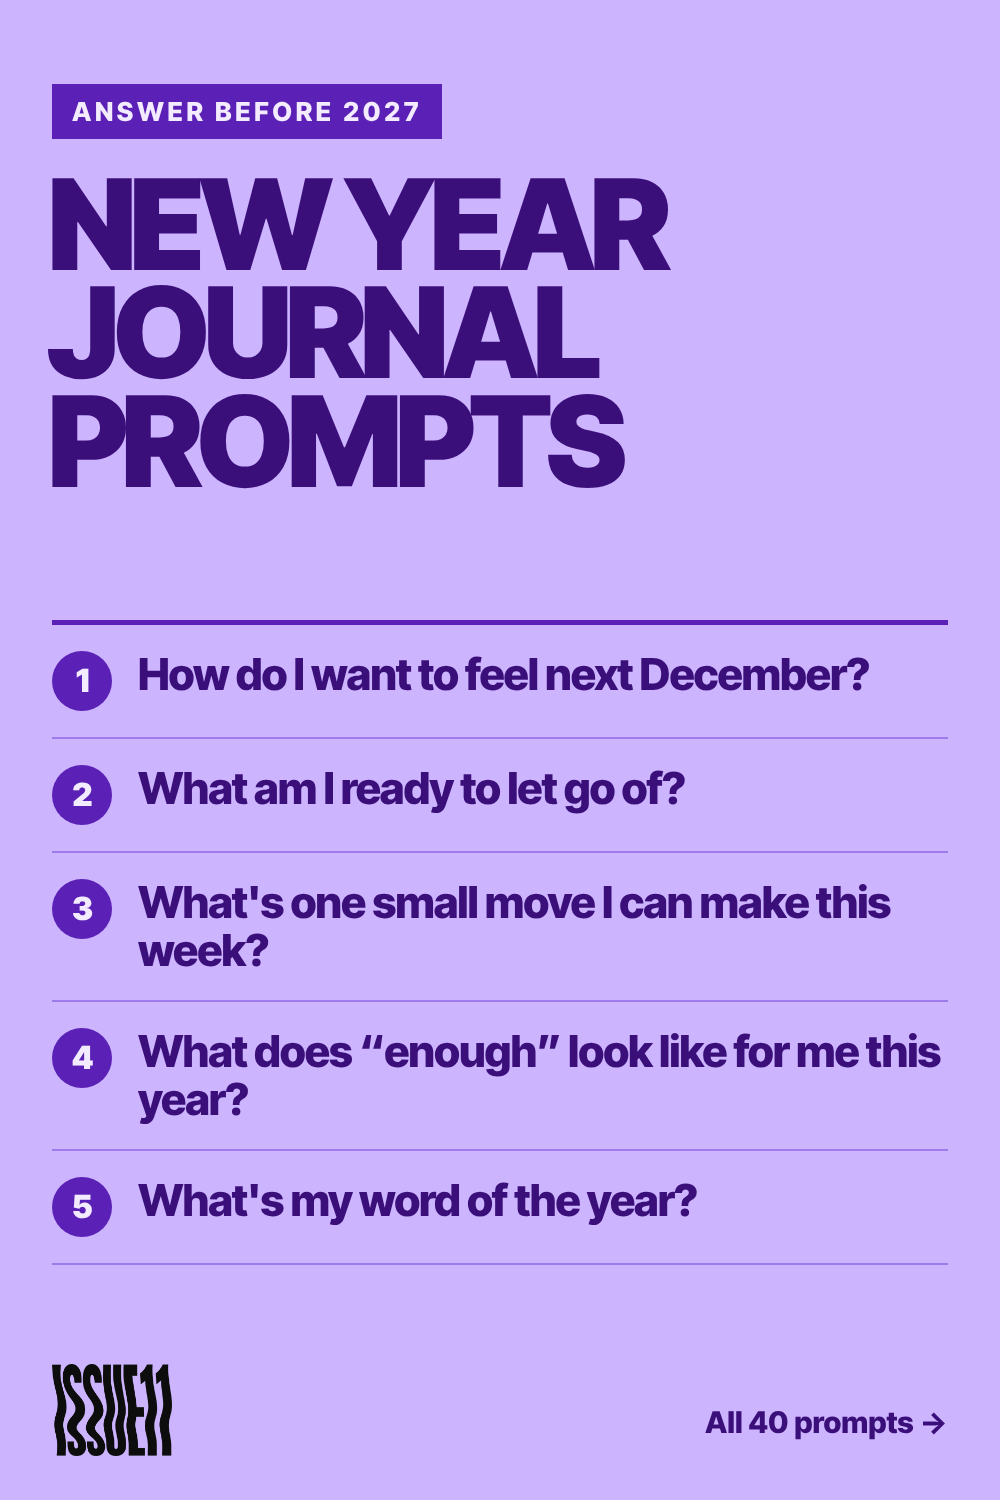 ANSWER BEFORE 2027
NEW YEAR
JOURNAL
PROMPTS
1 How do I want to feel next December?
2 What am I ready to let go of?
3 What's one small move I can make this
week?
4 What does “enough” look like for me this
year?
5 What's my word of the year?
ISSUE11
All 40 prompts →